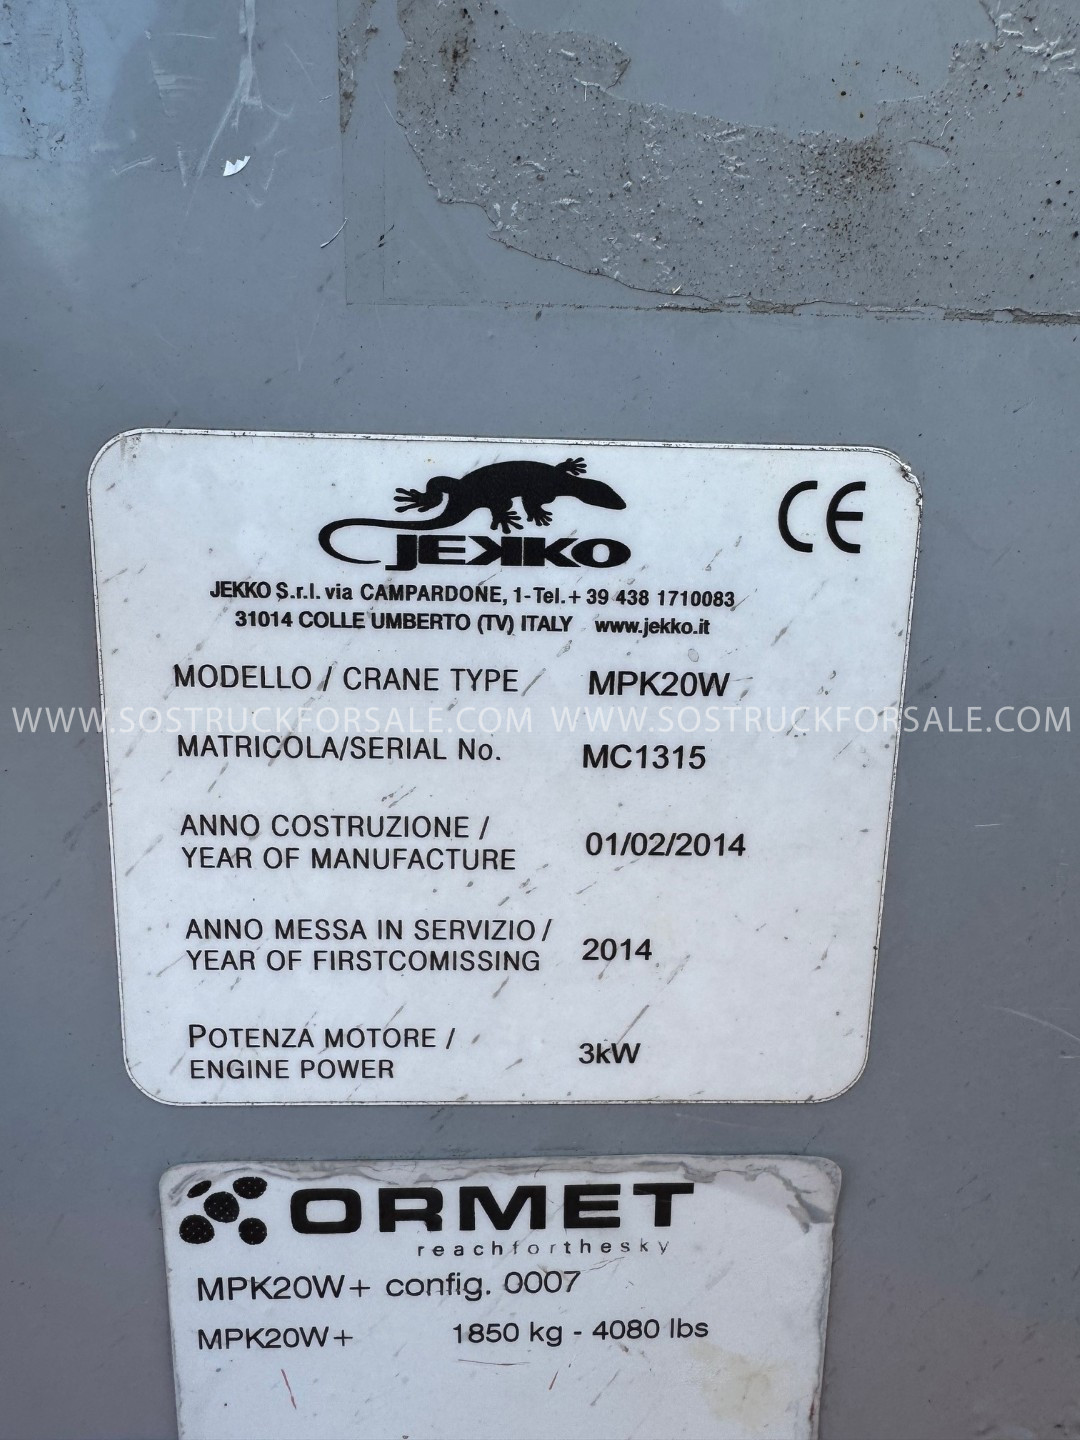 JEKKO
CE
JEKKO S.r.l. via CAMPARDONE, 1-Tel.+ 39 438 1710083
31014 COLLE UMBERTO (TV) ITALY www.jekko.it
MODELLO / CRANE TYPE MPK20W
WWW.SOSTRUCKFORSALE.COM WWW.SOSTRUCKFORSALE.COM
MATRICOLA/SERIAL No. MC1315
ANNO COSTRUZIONE /
YEAR OF MANUFACTURE 01/02/2014
ANNO MESSA IN SERVIZIO /
YEAR OF FIRSTCOMISSING 2014
POTENZA MOTORE /
ENGINE POWER 3kW
ORMET
reachforthesky
MPK20W+ config. 0007
MPK20W+ 1850 kg - 4080 lbs